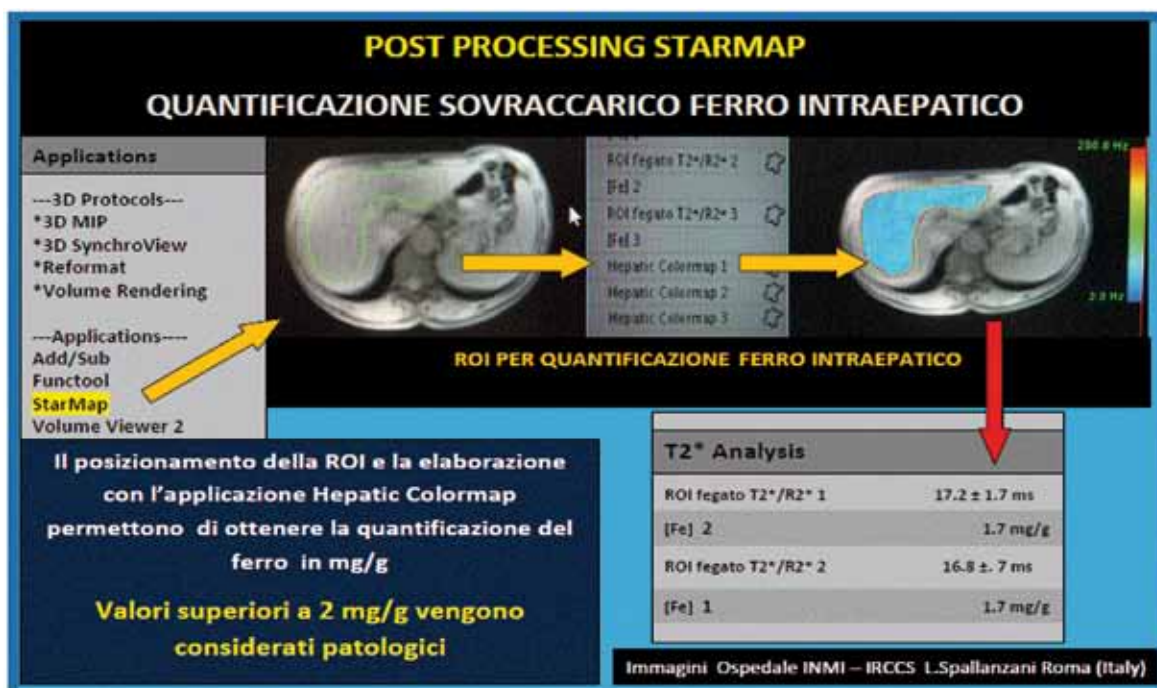 POST PROCESSING STARMAP
QUANTIFICAZIONE SOVRACCARICO FERRO INTRAEPATICO
Applications
---3D Protocols---
*3D MIP
*3D SynchroView
*Reformat
*Volume Rendering
---Applications----
Add/Sub
Functool
StarMap
Volume Viewer 2
ROI fegato T2*/R2* 2
[Fe] 2
ROI fegato T2*/R2* 3
[Fe] 3
Hepatic Colormap 1
Hepatic Colormap 2
Hepatic Colormap 3
200.0 Hz
Hz
ROI PER QUANTIFICAZIONE FERRO INTRAEPATICO
Il posizionamento della ROI e la elaborazione
con l'applicazione Hepatic Colormap
permettono di ottenere la quantificazione del
ferro in mg/g
Valori superiori a 2 mg/g vengono
considerati patologici
T2* Analysis
ROI fegato T2*/R2* 1 17.2 ± 1.7 ms
[Fe] 2 1.7 mg/g
ROI fegato T2*/R2* 2 16.8 ±. 7 ms
[Fe] 1 1.7 mg/g
Immagini Ospedale INMI – IRCCS L.Spallanzani Roma (Italy)